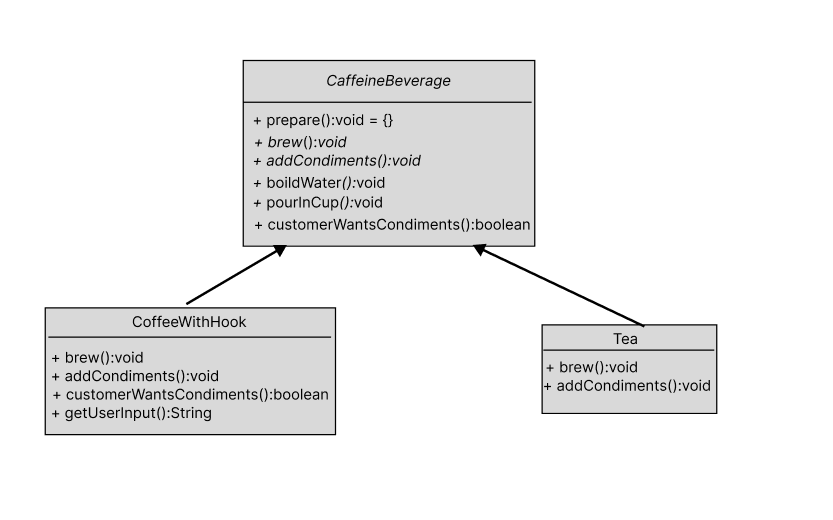 CaffeineBeverage
+ prepare():void = {}
+ brew():void
+ addCondiments():void
+ boildWater():void
+ pourInCup():void
+ customerWantsCondiments():boolean
CoffeeWithHook
+ brew():void
+ addCondiments():void
+ customerWantsCondiments():boolean
+ getUserInput():String
Tea
+ brew():void
+ addCondiments():void